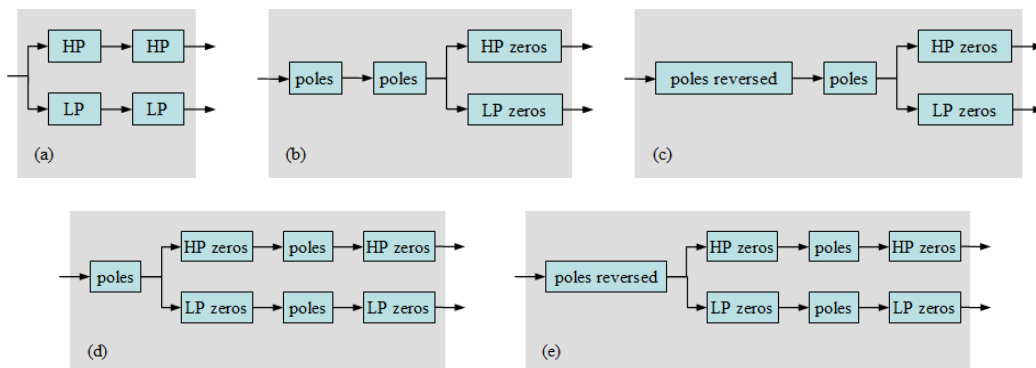 HP HP
LP LP
(a)
poles poles
HP zeros
LP zeros
(b)
poles reversed poles
HP zeros
LP zeros
(c)
poles
HP zeros poles HP zeros
LP zeros poles LP zeros
(d)
poles reversed
HP zeros poles HP zeros
LP zeros poles LP zeros
(e)